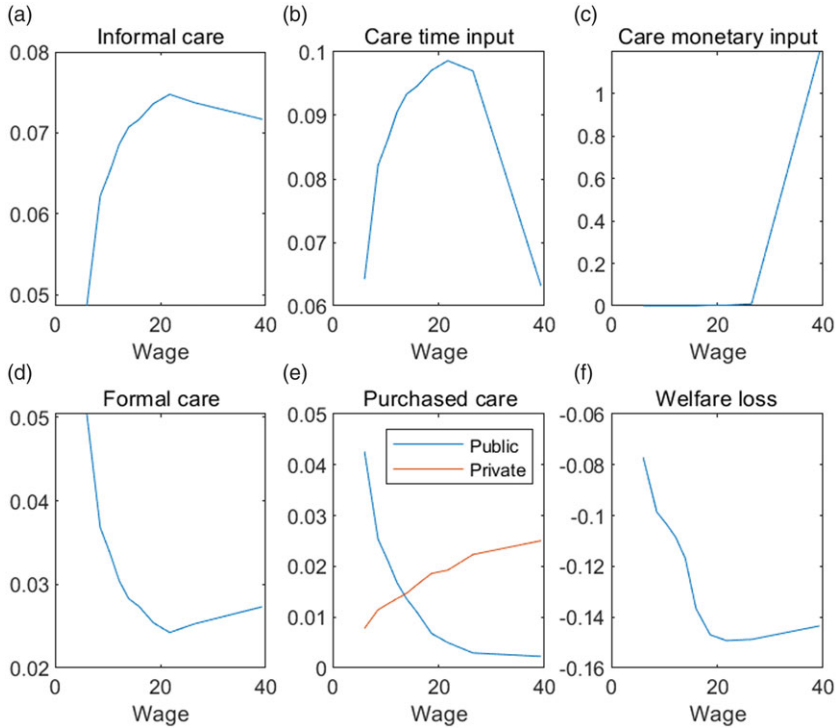 (a) Informal care
0.08
0.07
0.06
0.05
0 20 40
Wage
(b) Care time input
0.1
0.09
0.08
0.07
0.06
0 20 40
Wage
(c) Care monetary input
1
0.8
0.6
0.4
0.2
0
0 20 40
Wage
(d) Formal care
0.05
0.04
0.03
0.02
0 20 40
Wage
(e) Purchased care
0.05
0.04
0.03
0.02
0.01
0
Public
Private
0 20 40
Wage
(f) Welfare loss
-0.06
-0.08
-0.1
-0.12
-0.14
-0.16
0 20 40
Wage